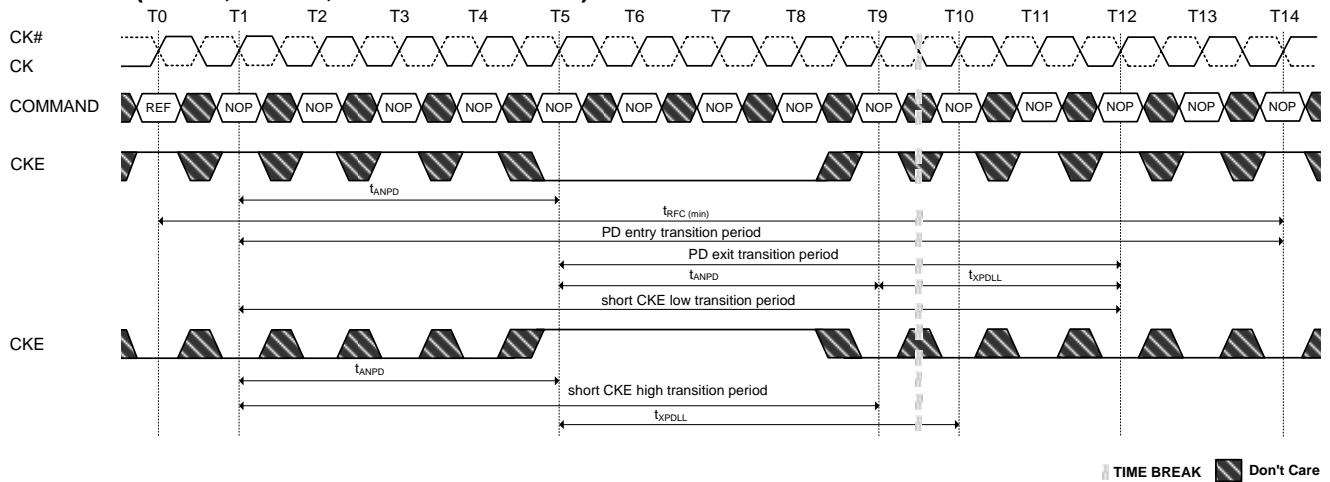 T0 T1 T2 T3 T4 T5 T6 T7 T8 T9 T10 T11 T12 T13 T14
CK#
CK
COMMAND REF NOP NOP NOP NOP NOP NOP NOP NOP NOP NOP NOP NOP NOP NOP
CKE
tANPD
tRFC (min)
PD entry transition period
PD exit transition period
tANPD tXPDLL
short CKE low transition period
CKE
tANPD
short CKE high transition period
tXPDLL
TIME BREAK Don't Care